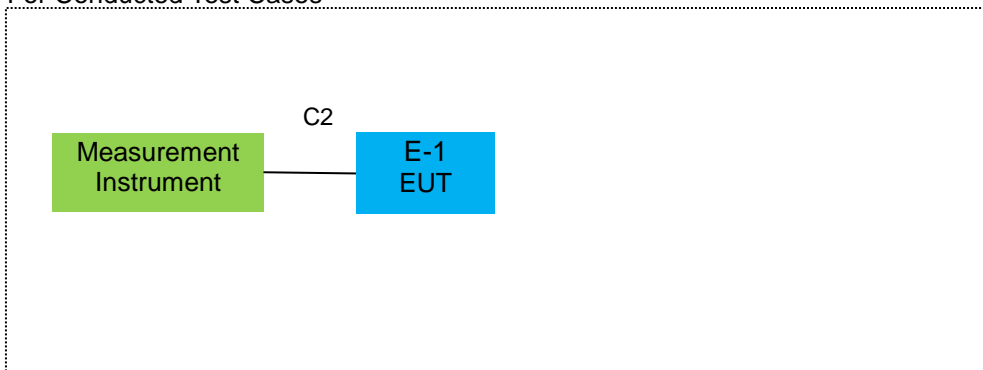 For Conducted Test Cases
C2
Measurement
Instrument
E-1
EUT